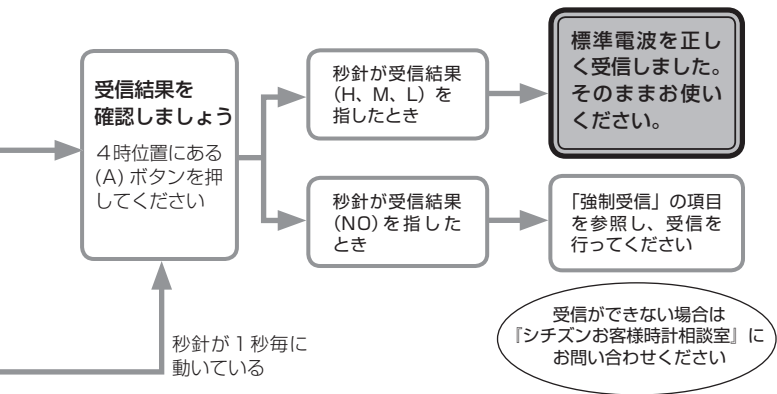 受信結果を
確認しましょう
４時位置にある
(A) ボタンを押
してください
秒針が受信結果
(H、M、L) を
指したとき
標準電波を正し
く受信しました。
そのままお使い
ください。
秒針が受信結果
(NO)を指した
とき
「強制受信」の項目
を参照し、受信を
行ってください
秒針が１秒毎に
動いている
受信ができない場合は
『シチズンお客様時計相談室』に
お問い合わせください